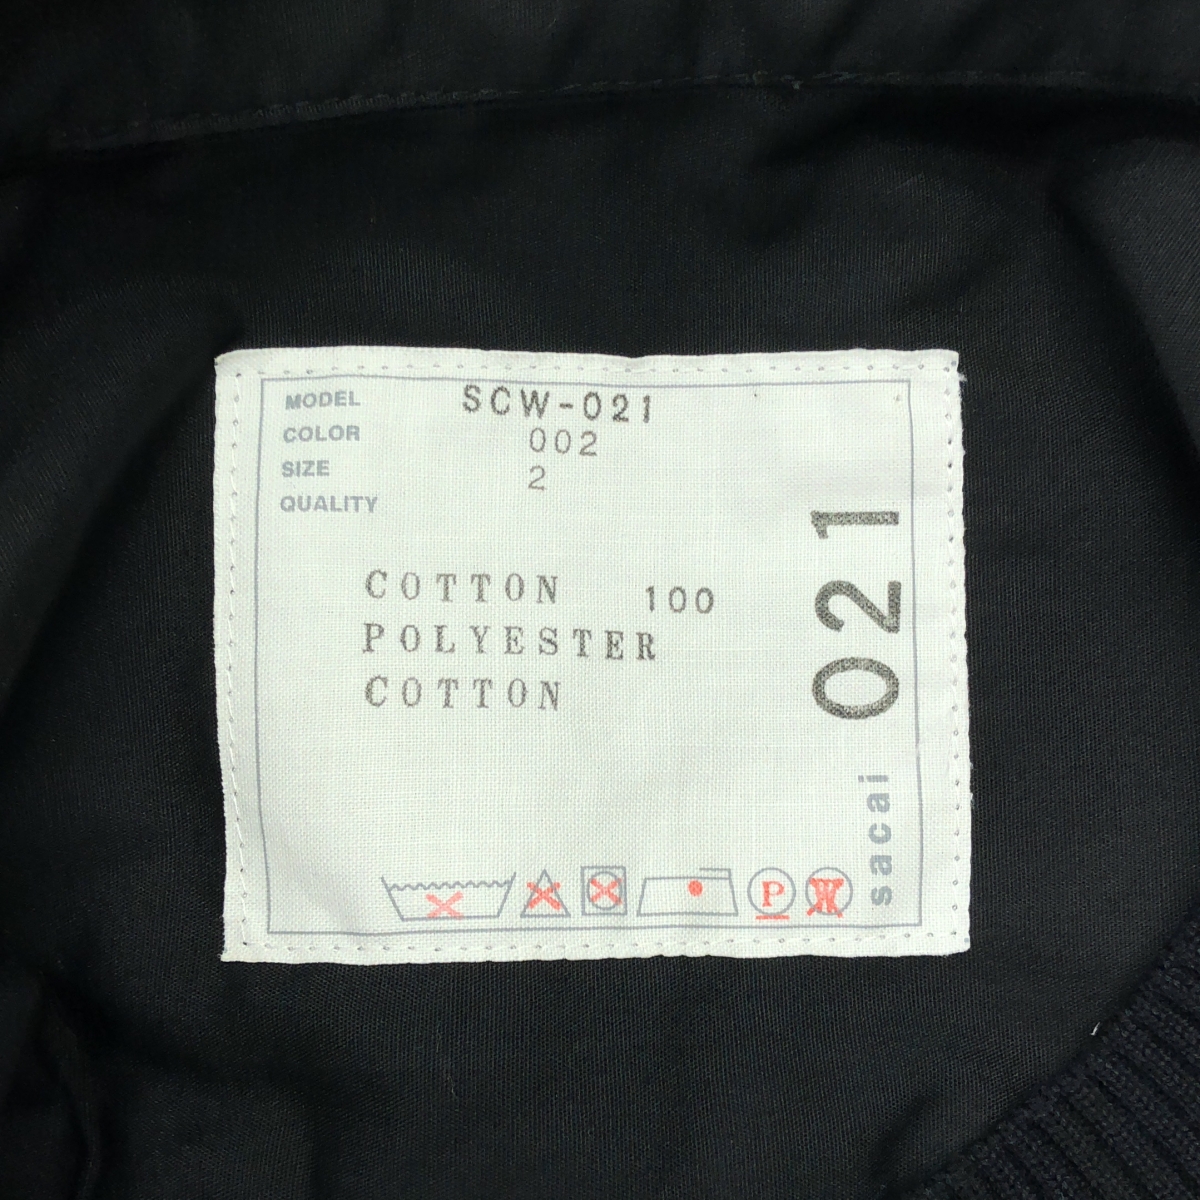 MODEL SCW-021
COLOR 002
SIZE 2
QUALITY
COTTON 100
POLYESTER
COTTON
021
sacai
P
W